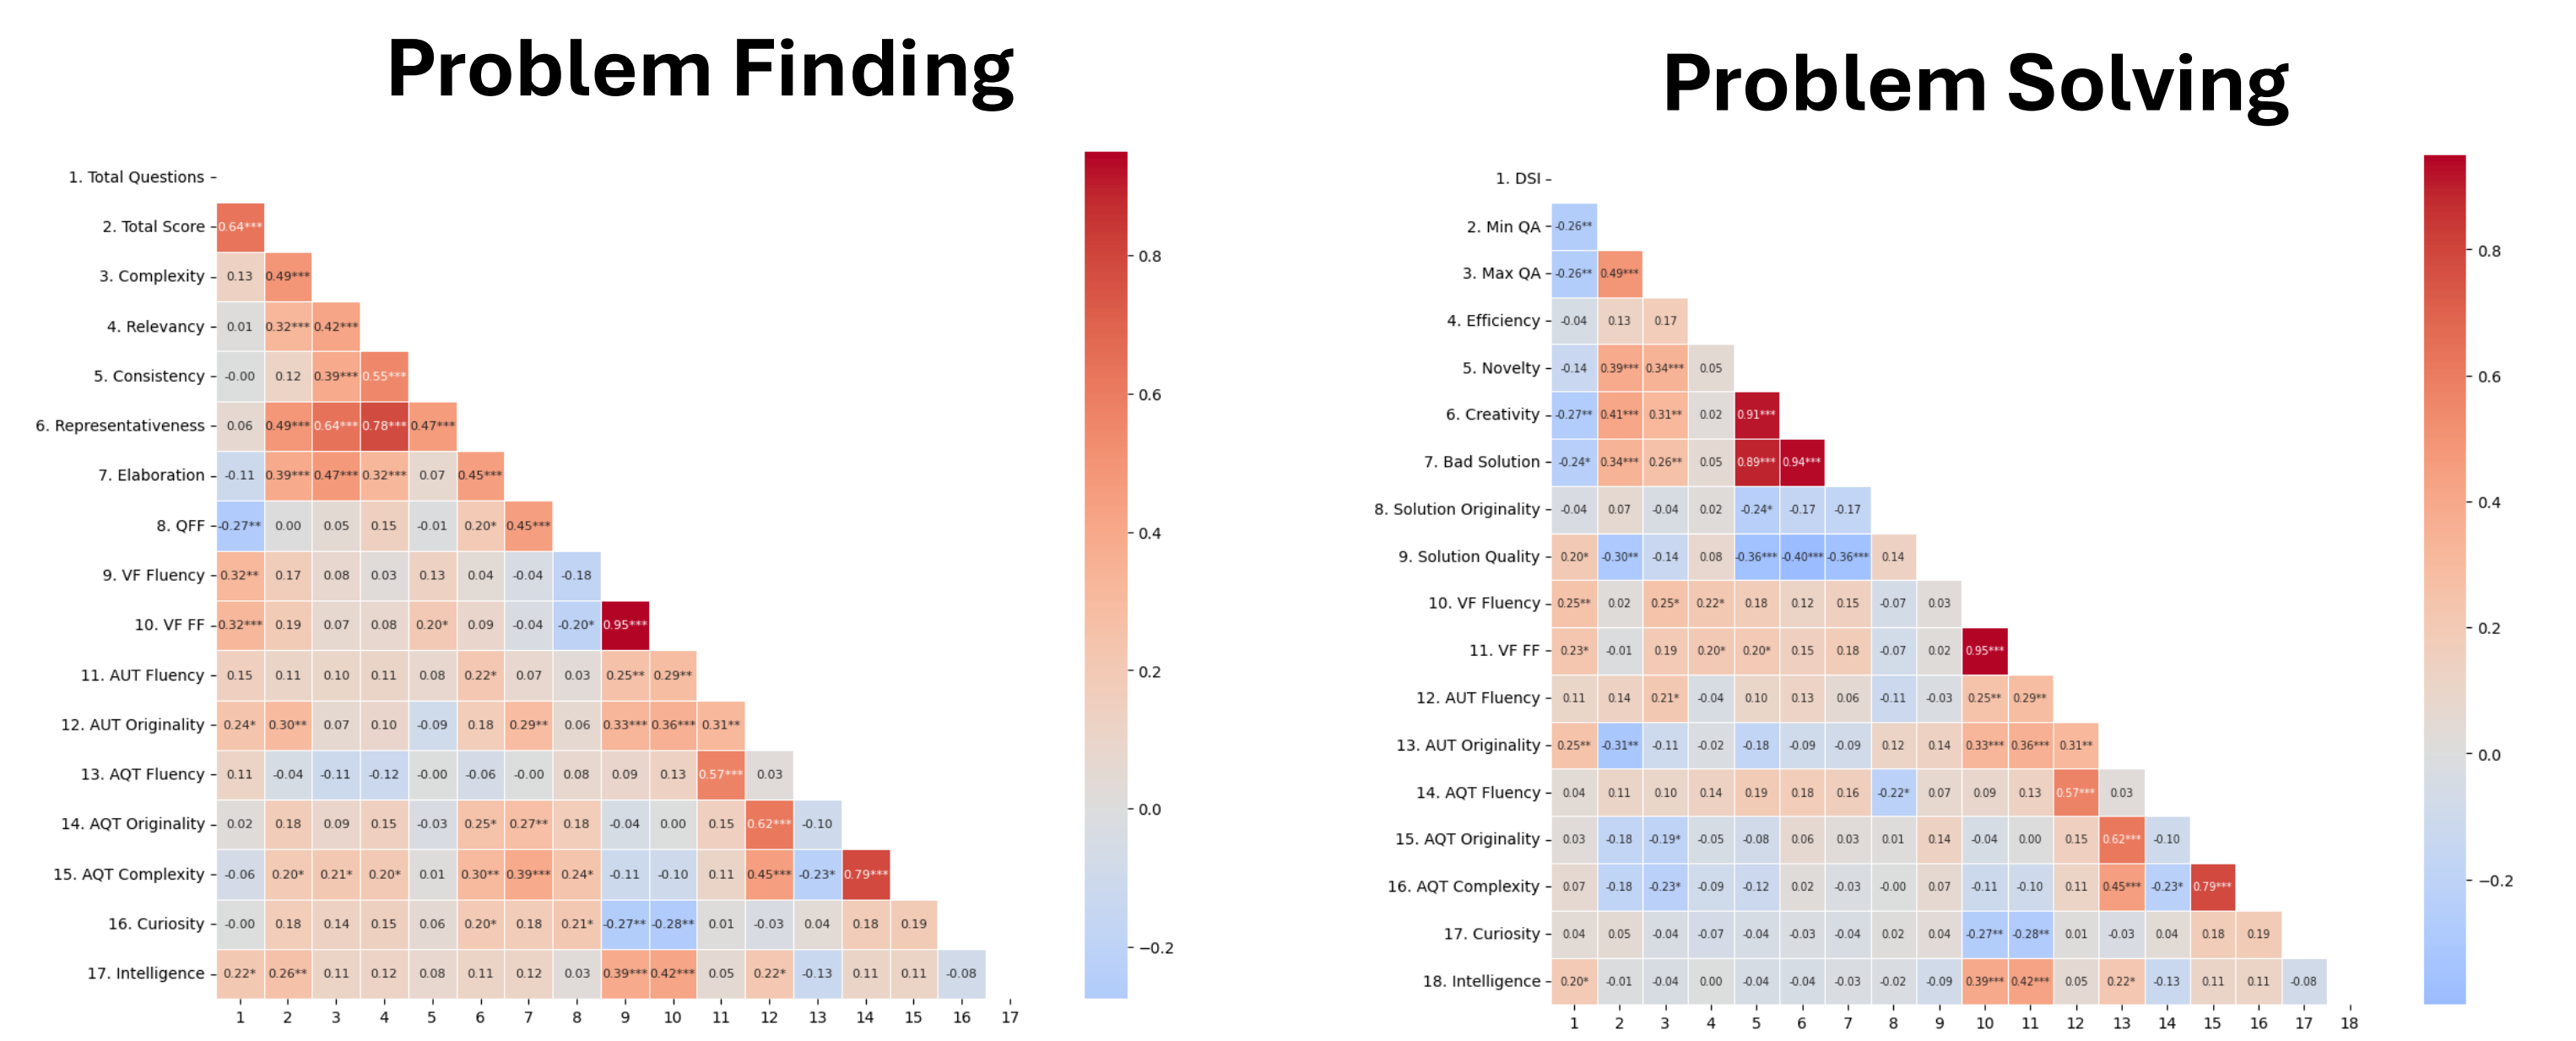 Problem Finding
1. Total Questions
2. Total Score 0.64***
3. Complexity 0.13 0.49***
4. Relevancy 0.01 0.32*** 0.42***
5. Consistency -0.00 0.12 0.39*** 0.55***
6. Representativeness 0.06 0.49*** 0.64*** 0.78*** 0.47***
7. Elaboration -0.11 0.39*** 0.47*** 0.32*** 0.07 0.45***
8. QFF -0.27** 0.00 0.05 0.15 -0.01 0.20* 0.45***
9. VF Fluency 0.32** 0.17 0.08 0.03 0.13 0.04 -0.04 -0.18
10. VF FF 0.32*** 0.19 0.07 0.08 0.20* 0.09 -0.04 -0.20* 0.95***
11. AUT Fluency 0.15 0.11 0.10 0.11 0.08 0.22* 0.07 0.03 0.25** 0.29**
12. AUT Originality 0.24* 0.30** 0.07 0.10 -0.09 0.18 0.29** 0.06 0.33*** 0.36*** 0.31**
13. AQT Fluency 0.11 -0.04 -0.11 -0.12 -0.00 -0.06 -0.00 0.08 0.09 0.13 0.57*** 0.03
14. AQT Originality 0.02 0.18 0.09 0.15 -0.03 0.25* 0.27** 0.18 -0.04 0.00 0.15 0.62*** -0.10
15. AQT Complexity -0.06 0.20* 0.21* 0.20* 0.01 0.30** 0.39*** 0.24* -0.11 -0.10 0.11 0.45*** -0.23* 0.79***
16. Curiosity -0.00 0.18 0.14 0.15 0.06 0.20* 0.18 0.21* -0.27** -0.28** 0.01 -0.03 0.04 0.18 0.19
17. Intelligence 0.22* 0.26** 0.11 0.12 0.08 0.11 0.12 0.03 0.39*** 0.42*** 0.05 0.22* -0.13 0.11 0.11 -0.08
1 2 3 4 5 6 7 8 9 10 11 12 13 14 15 16 17
0.8
0.6
0.4
0.2
0.0
−0.2
Problem Solving
1. DSI
2. Min QA -0.26**
3. Max QA -0.26** 0.49***
4. Efficiency -0.04 0.13 0.17
5. Novelty -0.14 0.39*** 0.34*** 0.05
6. Creativity -0.27** 0.41*** 0.31** 0.02 0.91***
7. Bad Solution -0.24* 0.34*** 0.26** 0.05 0.89*** 0.94***
8. Solution Originality -0.04 0.07 -0.04 0.02 -0.24* -0.17 -0.17
9. Solution Quality 0.20* -0.30** -0.14 0.08 -0.36*** -0.40*** -0.36*** 0.14
10. VF Fluency 0.25** 0.02 0.25* 0.22* 0.18 0.12 0.15 -0.07 0.03
11. VF FF 0.23* -0.01 0.19 0.20* 0.20* 0.15 0.18 -0.07 0.02 0.95***
12. AUT Fluency 0.11 0.14 0.21* -0.04 0.10 0.13 0.06 -0.11 -0.03 0.25** 0.29**
13. AUT Originality 0.25** -0.31** -0.11 -0.02 -0.18 -0.09 -0.09 0.12 0.14 0.33*** 0.36*** 0.31**
14. AQT Fluency 0.04 0.11 0.10 0.14 0.19 0.18 0.16 -0.22* 0.07 0.09 0.13 0.57*** 0.03
15. AQT Originality 0.03 -0.18 -0.19* -0.05 -0.08 0.06 0.03 0.01 0.14 -0.04 0.00 0.15 0.62*** -0.10
16. AQT Complexity 0.07 -0.18 -0.23* -0.09 -0.12 0.02 -0.03 -0.00 0.07 -0.11 -0.10 0.11 0.45*** -0.23* 0.79***
17. Curiosity 0.04 0.05 -0.04 -0.07 -0.04 -0.03 -0.04 0.02 0.04 -0.27** -0.28** 0.01 -0.03 0.04 0.18 0.19
18. Intelligence 0.20* -0.01 -0.04 0.00 -0.04 -0.04 -0.03 -0.02 -0.09 0.39*** 0.42*** 0.05 0.22* -0.13 0.11 0.11 -0.08
1 2 3 4 5 6 7 8 9 10 11 12 13 14 15 16 17 18
0.8
0.6
0.4
0.2
0.0
−0.2